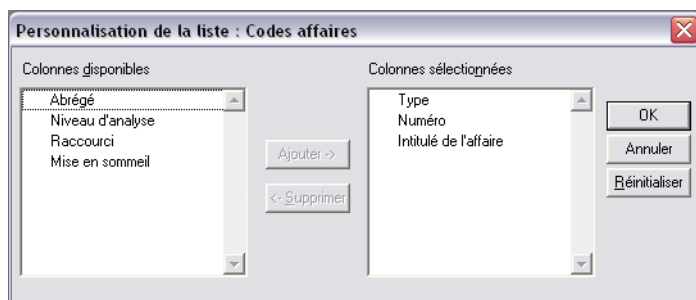 Personnalisation de la liste : Codes affaires
Colonnes disponibles
Abrégé
Niveau d'analyse
Raccourci
Mise en sommeil
Ajouter ->
<- Supprimer
Colonnes sélectionnées
Type
Numéro
Intitulé de l'affaire
OK
Annuler
Réinitialiser